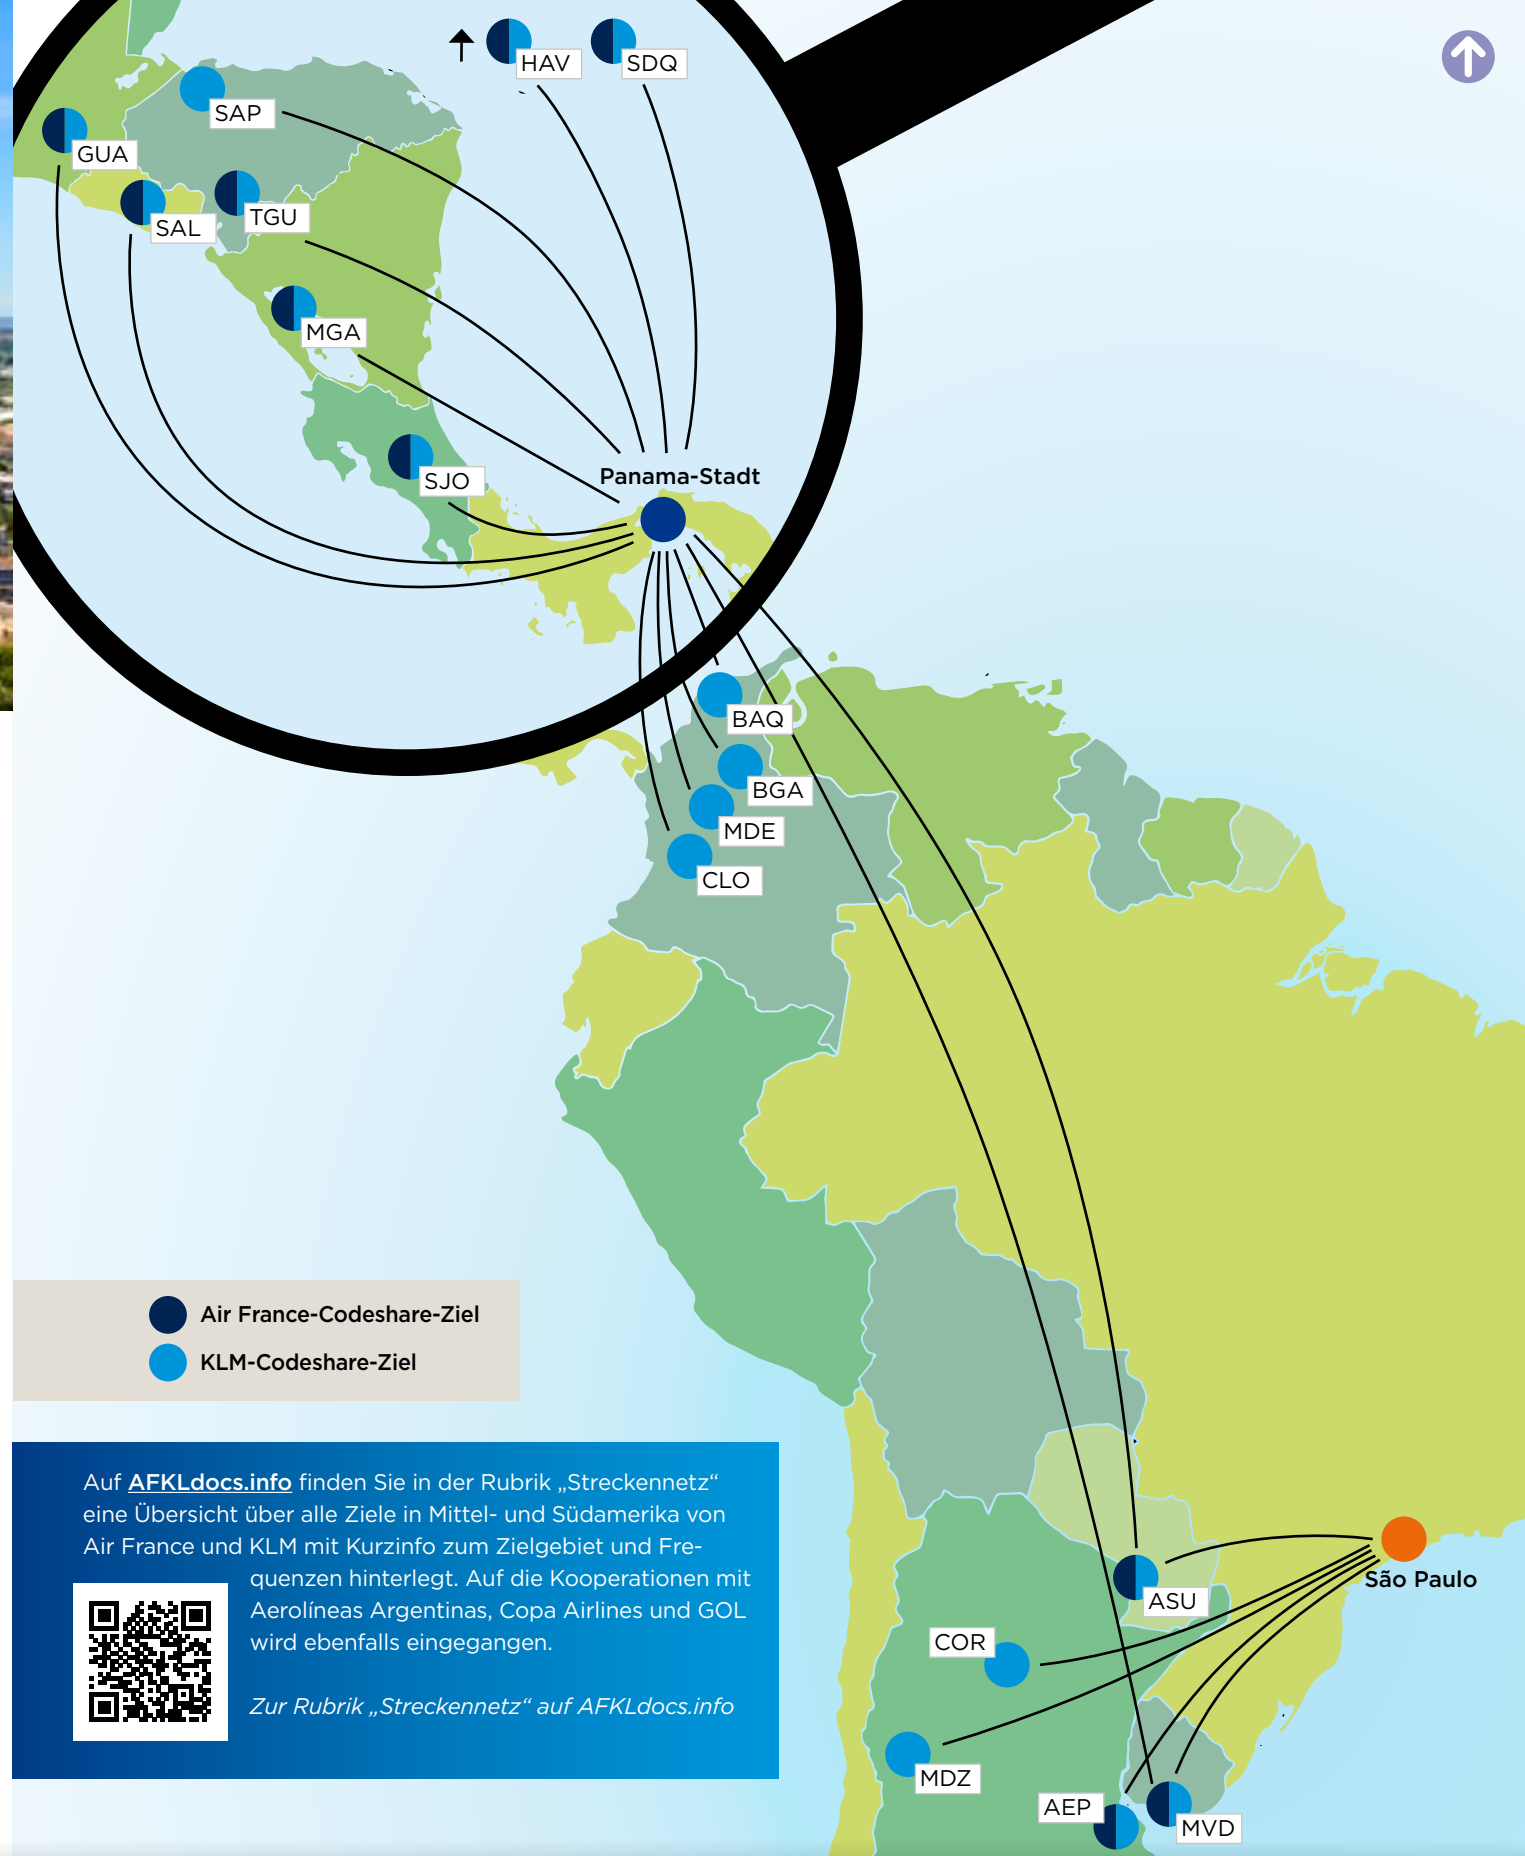 HAV
SDQ
SAP
GUA
SAL
TGU
MGA
SJO
Panama-Stadt
BAQ
BGA
MDE
CLO
Air France-Codeshare-Ziel
KLM-Codeshare-Ziel
Auf AFKLdocs.info finden Sie in der Rubrik „Streckennetz“
eine Übersicht über alle Ziele in Mittel- und Südamerika von
Air France und KLM mit Kurzinfo zum Zielgebiet und Fre-
quenzen hinterlegt. Auf die Kooperationen mit
Aerolíneas Argentinas, Copa Airlines und GOL
wird ebenfalls eingegangen.
Zur Rubrik „Streckennetz“ auf AFKLdocs.info
São Paulo
ASU
COR
MDZ
AEP
MVD